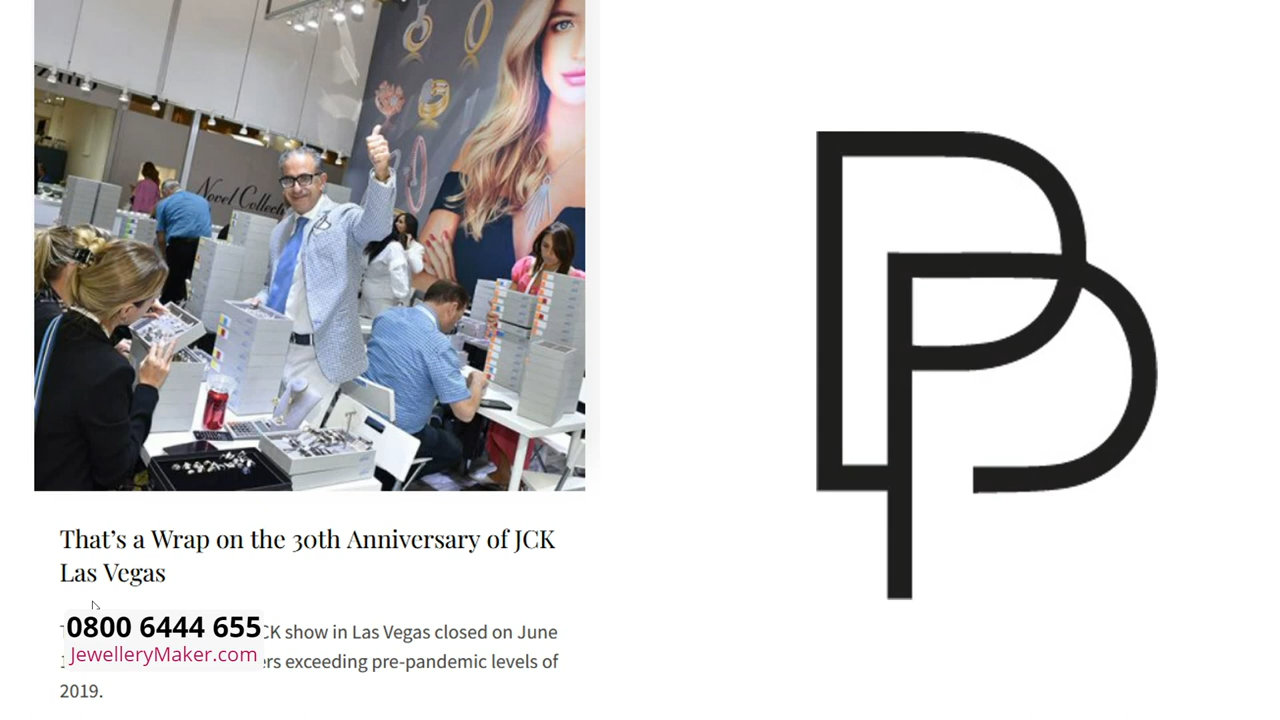 Novel Collect
That’s a Wrap on the 30th Anniversary of JCK
Las Vegas
0800 6444 655
JewelleryMaker.com
CK show in Las Vegas closed on June
ers exceeding pre-pandemic levels of
2019.